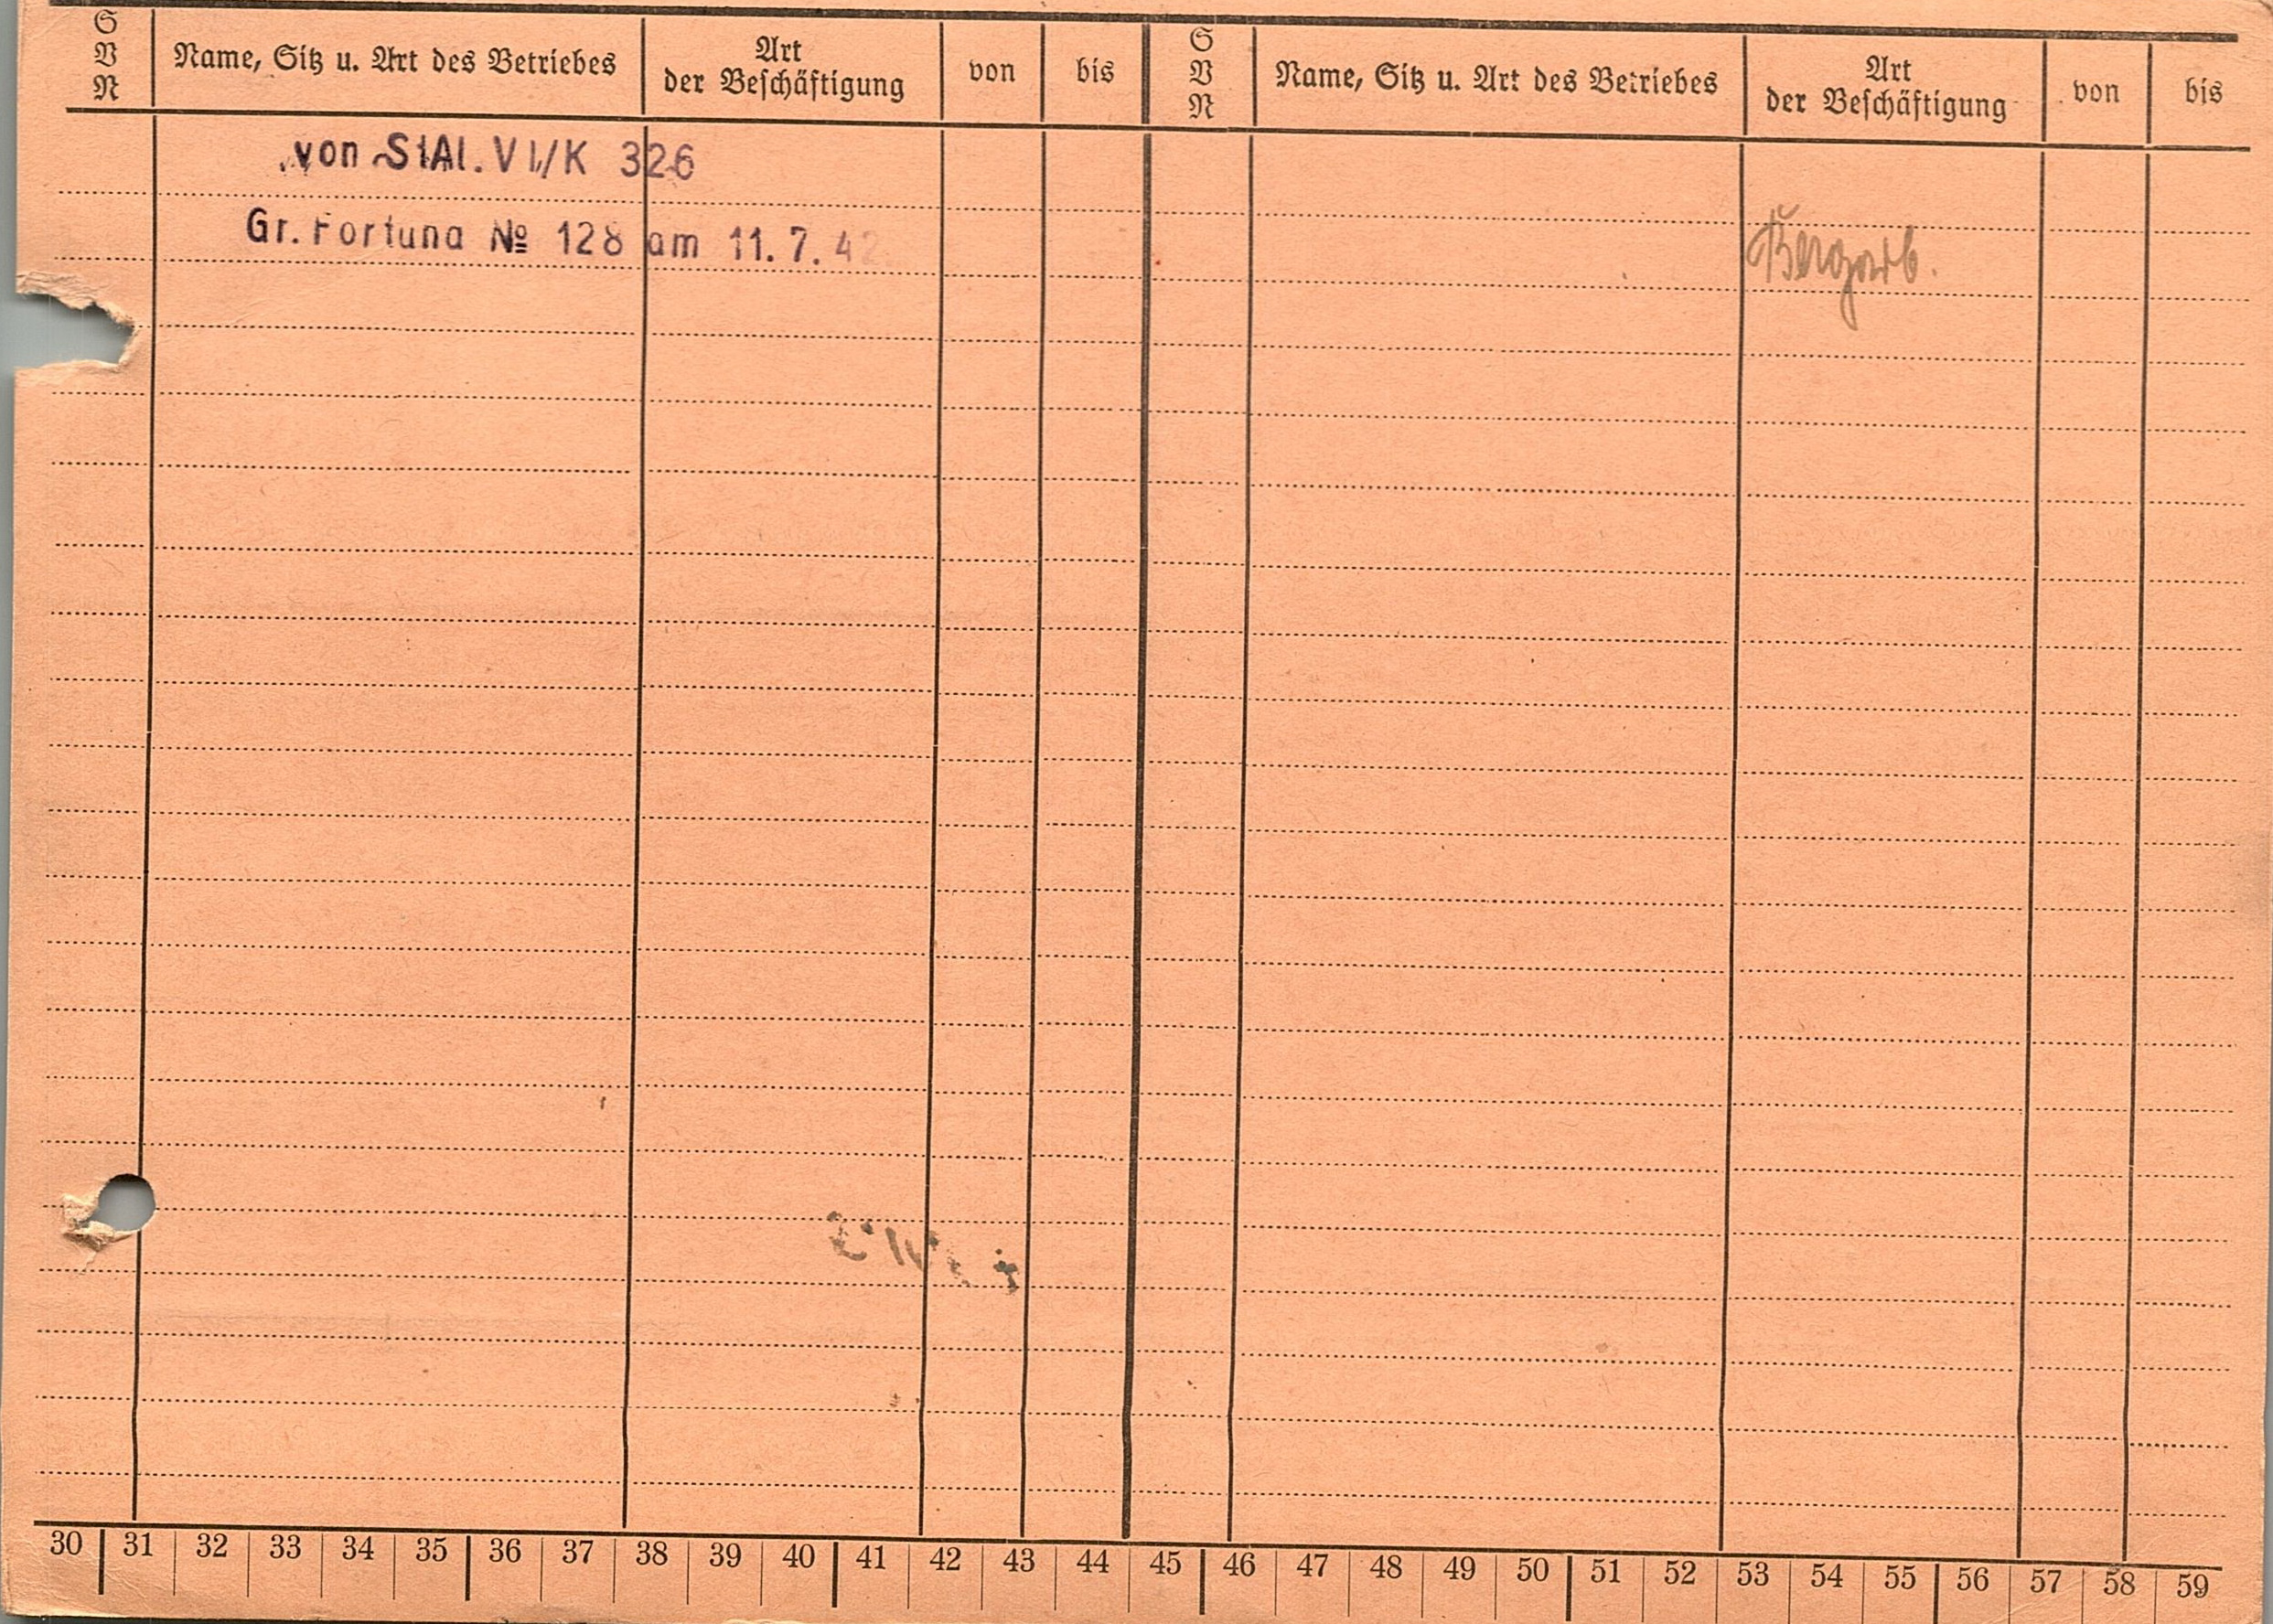 S V N Name, Sitz u. Art des Betriebes Art der Beschäftigung von bis S V N Name, Sitz u. Art des Betriebes Art der Beschäftigung von bis
von StAl. VI/K 326
Gr. Fortuna № 128 am 11.7.42
Bergarb.
30 31 32 33 34 35 36 37 38 39 40 41 42 43 44 45 46 47 48 49 50 51 52 53 54 55 56 57 58 59